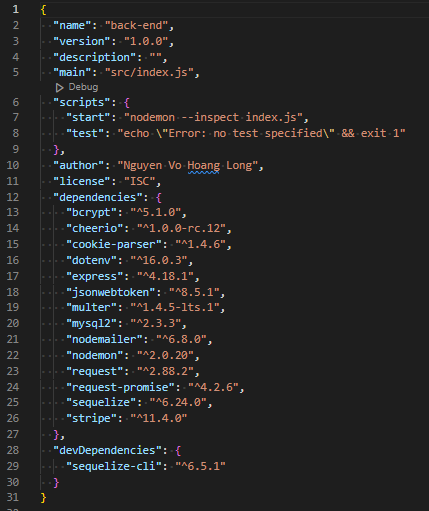 1 {
2 "name": "back-end",
3 "version": "1.0.0",
4 "description": "",
5 "main": "src/index.js",
Debug
6 "scripts": {
7 "start": "nodemon --inspect index.js",
8 "test": "echo \"Error: no test specified\" && exit 1"
9 },
10 "author": "Nguyen Vo Hoang Long",
11 "license": "ISC",
12 "dependencies": {
13 "bcrypt": "^5.1.0",
14 "cheerio": "^1.0.0-rc.12",
15 "cookie-parser": "^1.4.6",
16 "dotenv": "^16.0.3",
17 "express": "^4.18.1",
18 "jsonwebtoken": "^8.5.1",
19 "multer": "^1.4.5-lts.1",
20 "mysql2": "^2.3.3",
21 "nodemailer": "^6.8.0",
22 "nodemon": "^2.0.20",
23 "request": "^2.88.2",
24 "request-promise": "^4.2.6",
25 "sequelize": "^6.24.0",
26 "stripe": "^11.4.0"
27 },
28 "devDependencies": {
29 "sequelize-cli": "^6.5.1"
30 }
31 }